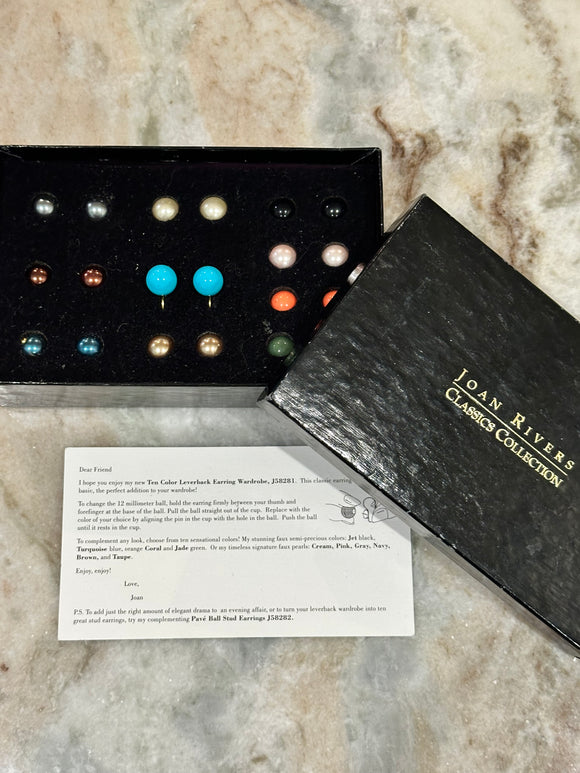 JOAN RIVERS
CLASSICS COLLECTION
Dear Friend
I hope you enjoy my new Ten Color Leverback Earring Wardrobe, J58281. This classic earring
basic, the perfect addition to your wardrobe!
To change the 12 millimeter ball, hold the earring firmly between your thumb and
forefinger at the base of the ball. Pull the ball straight out of the cup. Replace with the
color of your choice by aligning the pin in the cup with the hole in the ball. Push the ball
until it rests in the cup.
To complement any look, choose from ten sensational colors! My stunning faux semi-precious colors: Jet black,
Turquoise blue, orange Coral and Jade green. Or my timeless signature faux pearls: Cream, Pink, Gray, Navy,
Brown, and Taupe.
Enjoy, enjoy!
Love,
Joan
P.S. To add just the right amount of elegant drama to an evening affair, or to turn your leverback wardrobe into ten
great stud earrings, try my complementing Pavé Ball Stud Earrings J58282.